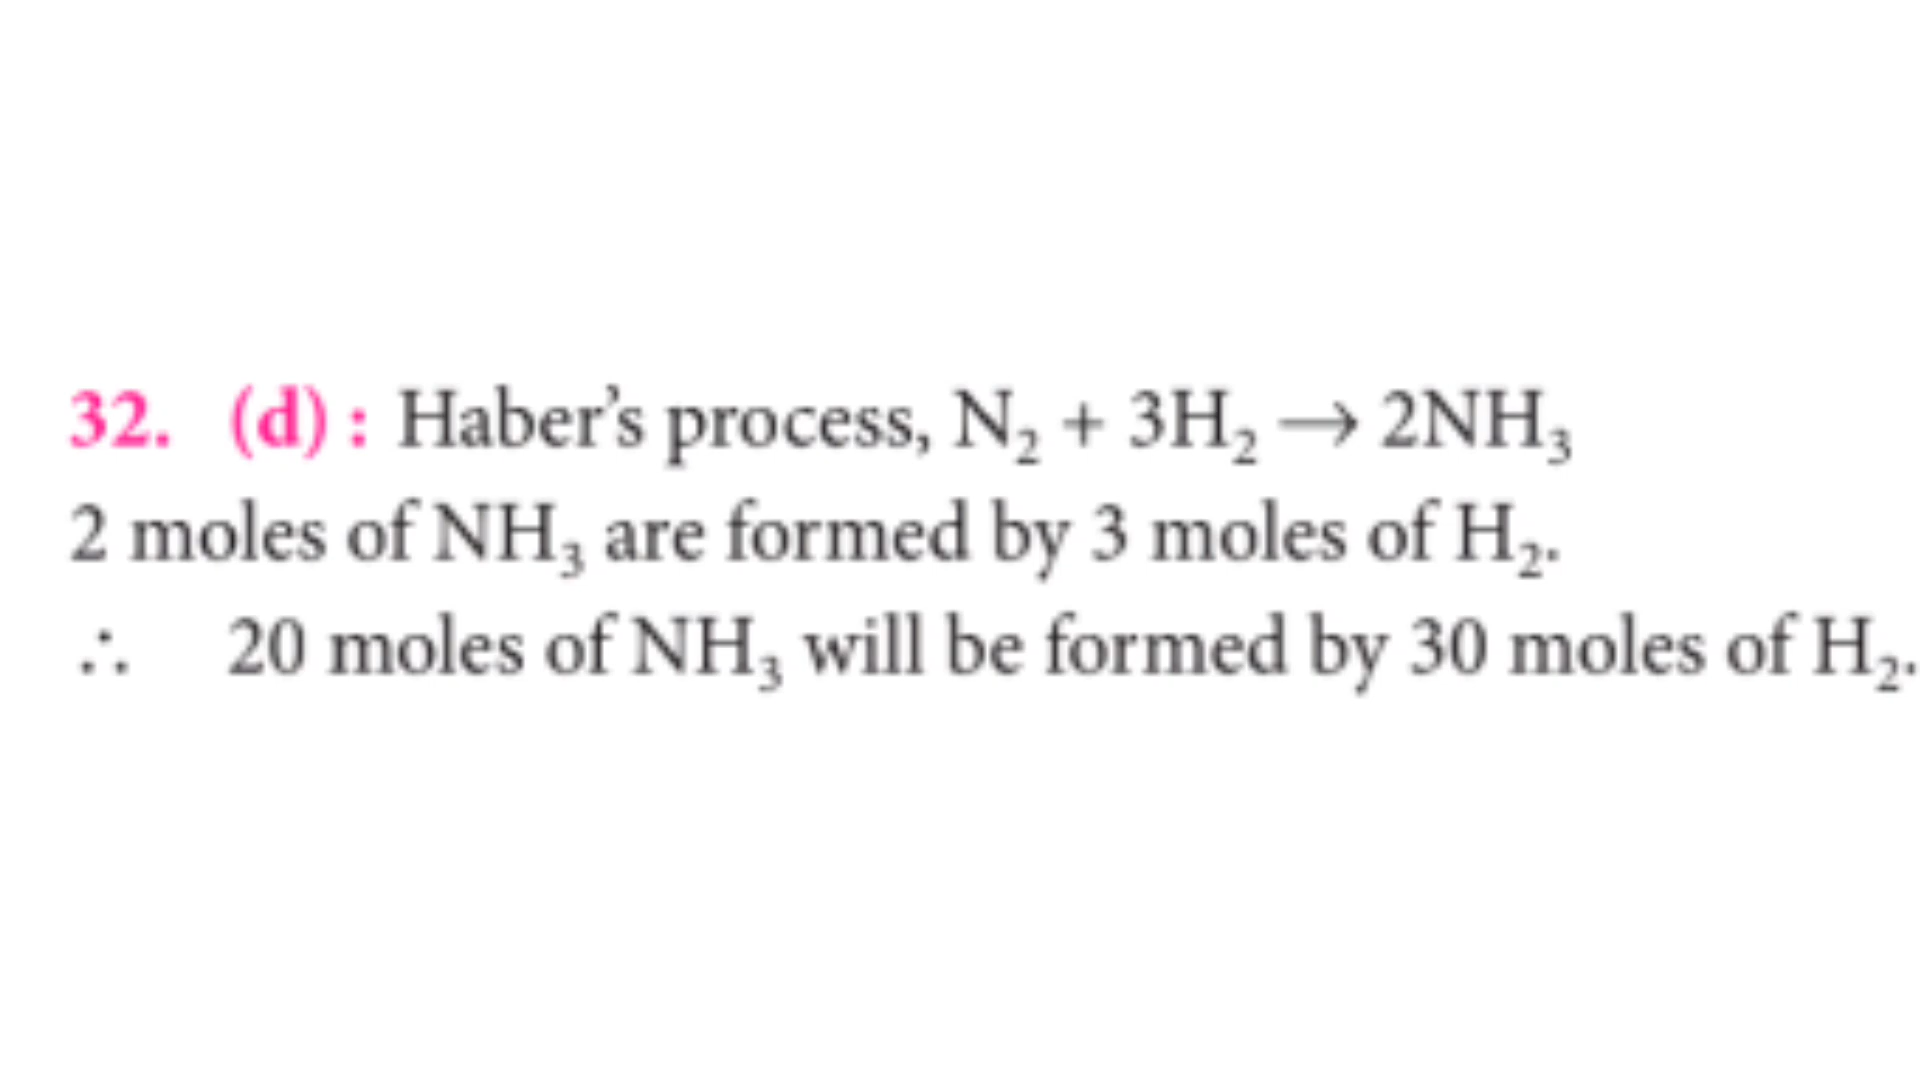 32. (d) : Haber's process, N₂ + 3H₂ → 2NH₃
2 moles of NH₃ are formed by 3 moles of H₂.
∴ 20 moles of NH₃ will be formed by 30 moles of H₂.